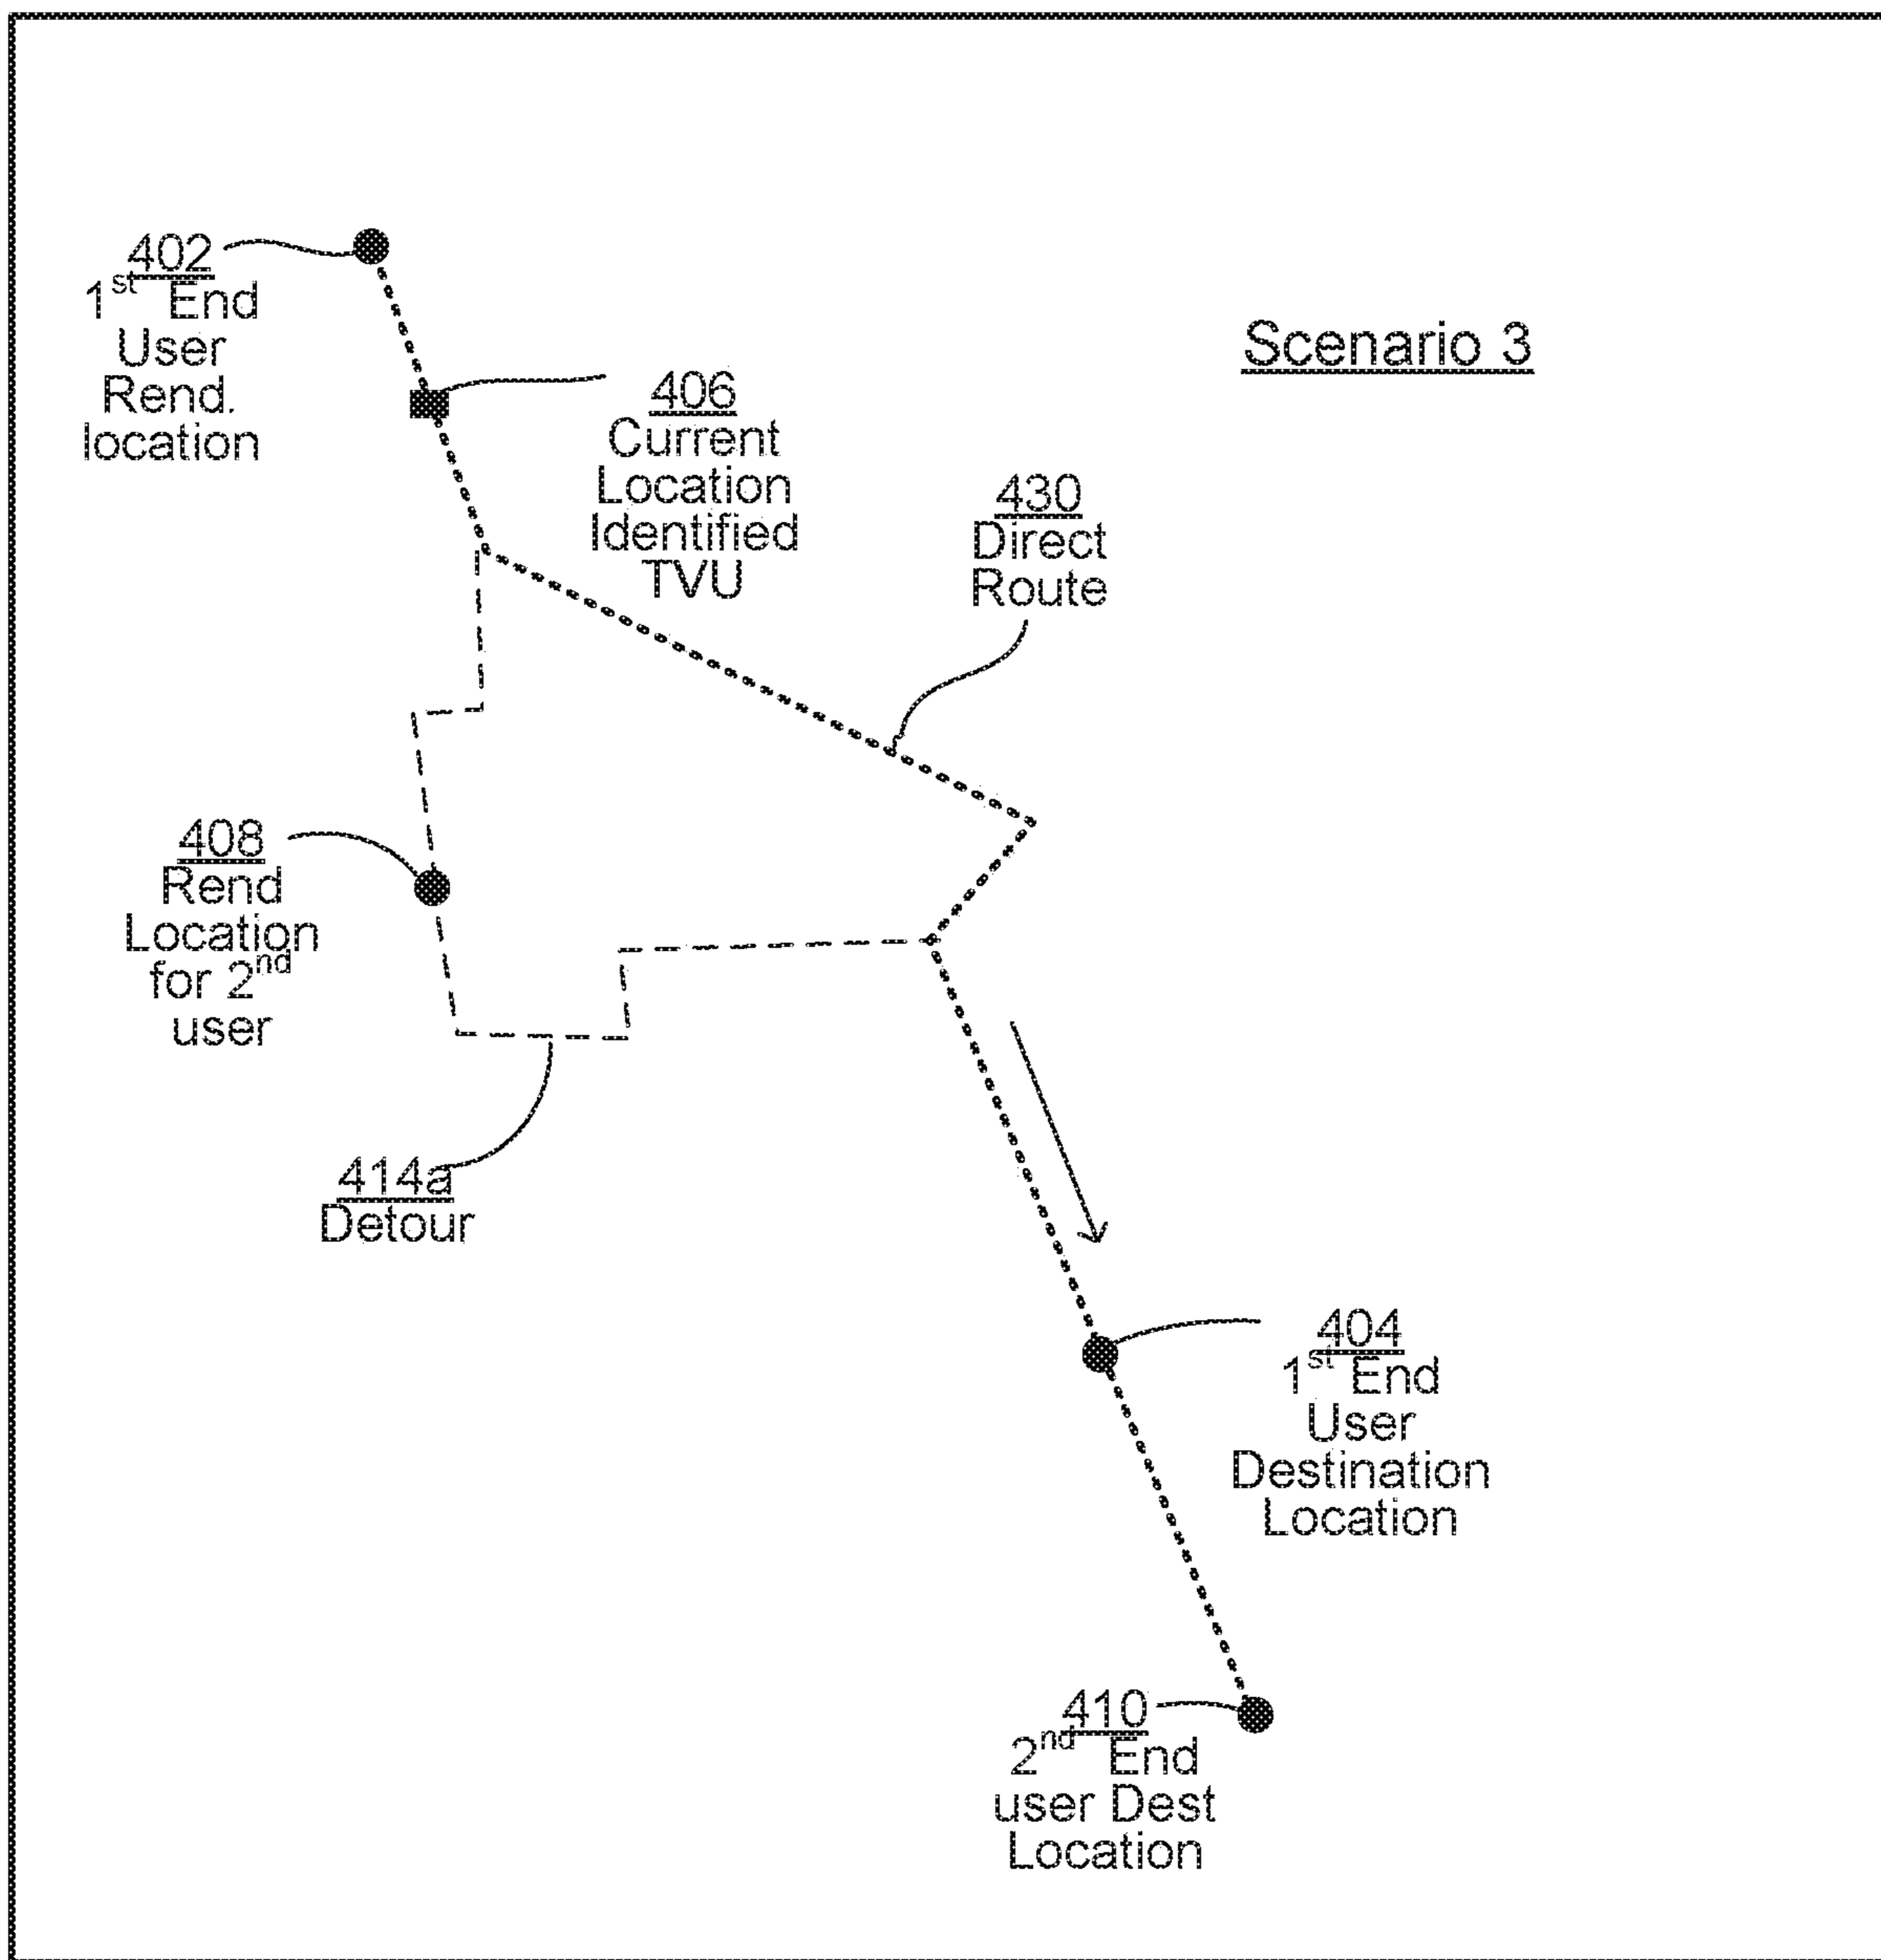 402
1st End
User
Rend.
location
Scenario 3
406
Current
Location
Identified
TVU
430
Direct
Route
408
Rend
Location
for 2nd
user
414a
Detour
404
1st End
User
Destination
Location
410
2nd End
user Dest
Location